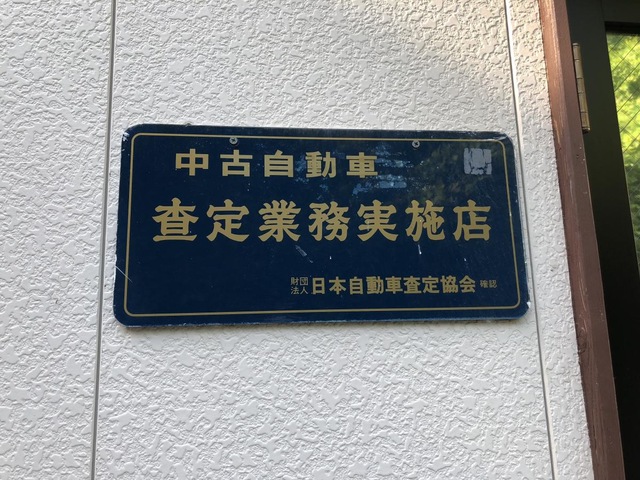 中古自動車
査定業務実施店
財団法人 日本自動車査定協会 確認